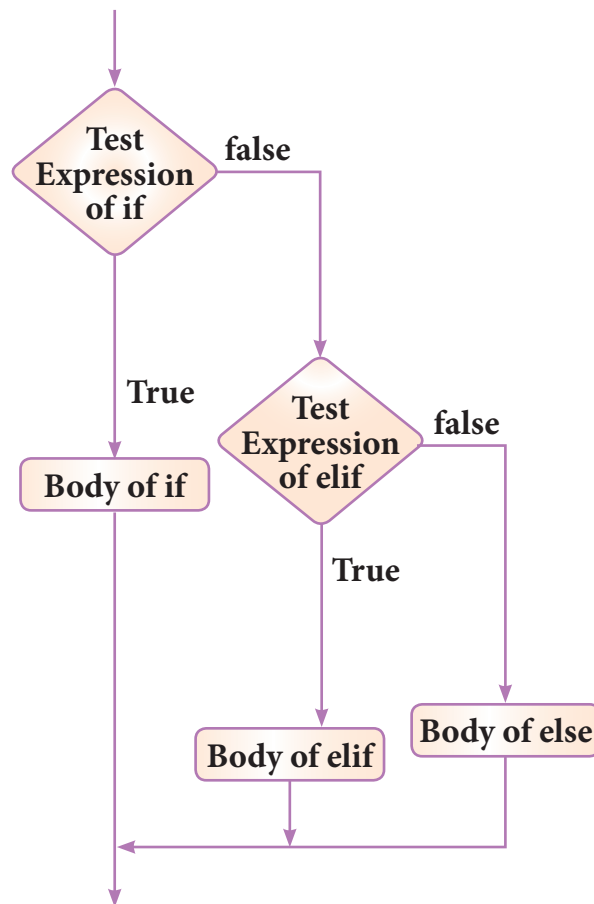 Test
Expression
of if
false
True
Body of if
Test
Expression
of elif
false
True
Body of elif
Body of else